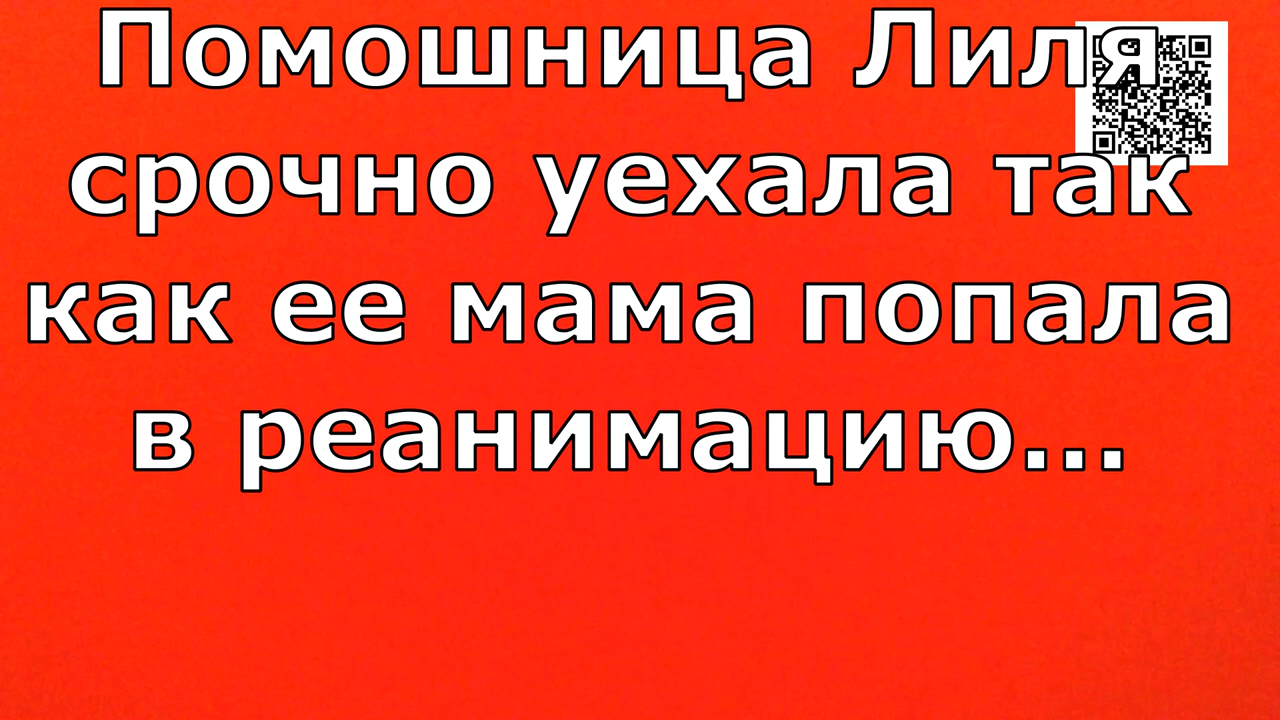 Помошница Лиля
срочно уехала так
как ее мама попала
в реанимацию...